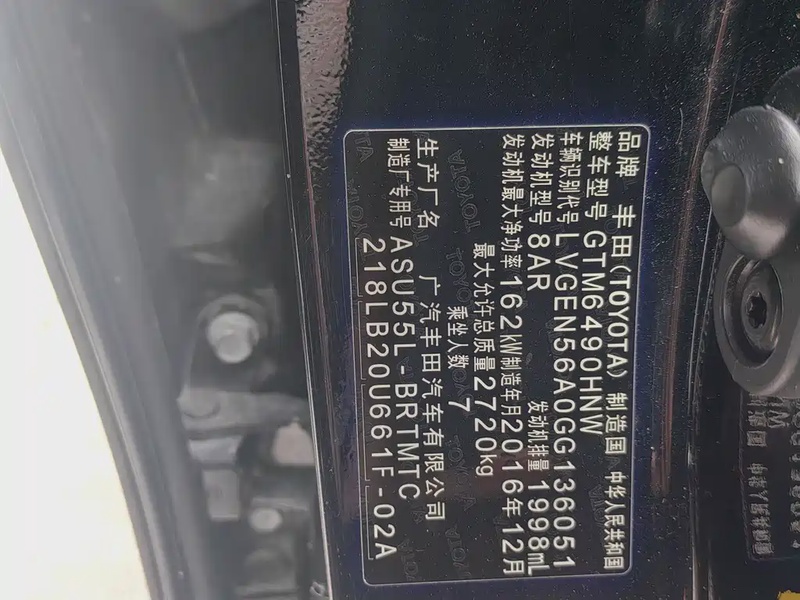 品牌 丰田(TOYOTA) 制造国 中华人民共和国
整车型号 GTM6490HNW
车辆识别代号 LVGEN56A0GG136051
发动机型号 8AR 发动机排量 1998mL
发动机最大净功率 162kW 制造年月 2016年12月
最大允许总质量 2720kg
乘坐人数 7
生产厂名 广汽丰田汽车有限公司
制造厂专用号 ASU55L-BRTMTC
218LB20U661F-02A